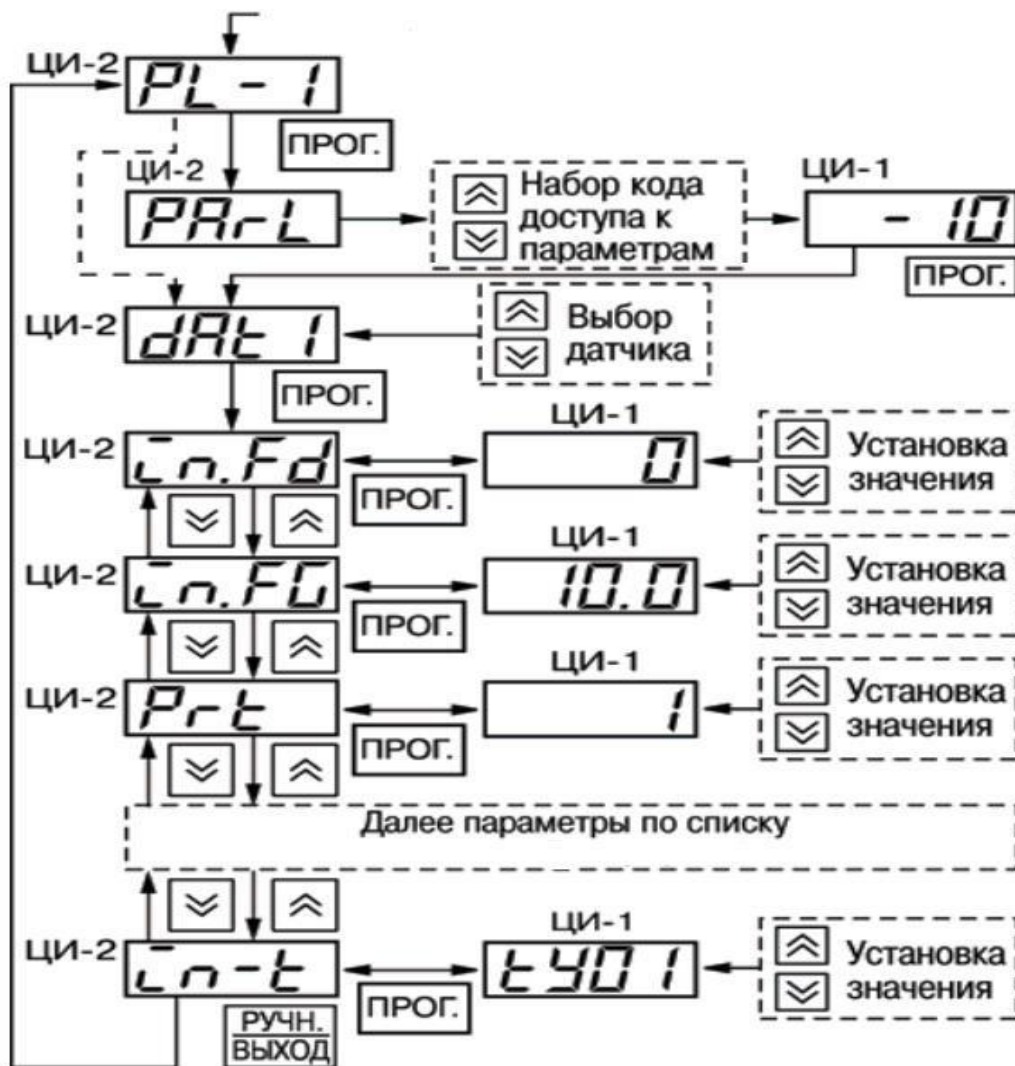 ЦИ-2
PL-1
ПРОГ.
ЦИ-2
PArL
Набор кода
доступа к
параметрам
ЦИ-1
-10
ПРОГ.
ЦИ-2
dAt1
Выбор
датчика
ПРОГ.
ЦИ-2
in.Fd
ПРОГ.
ЦИ-1
0
Установка
значения
ЦИ-2
in.FG
ПРОГ.
ЦИ-1
10.0
Установка
значения
ЦИ-2
Prt
ПРОГ.
ЦИ-1
1
Установка
значения
Далее параметры по списку
ЦИ-2
in-t
ПРОГ.
ЦИ-1
tY01
Установка
значения
РУЧН.
ВЫХОД